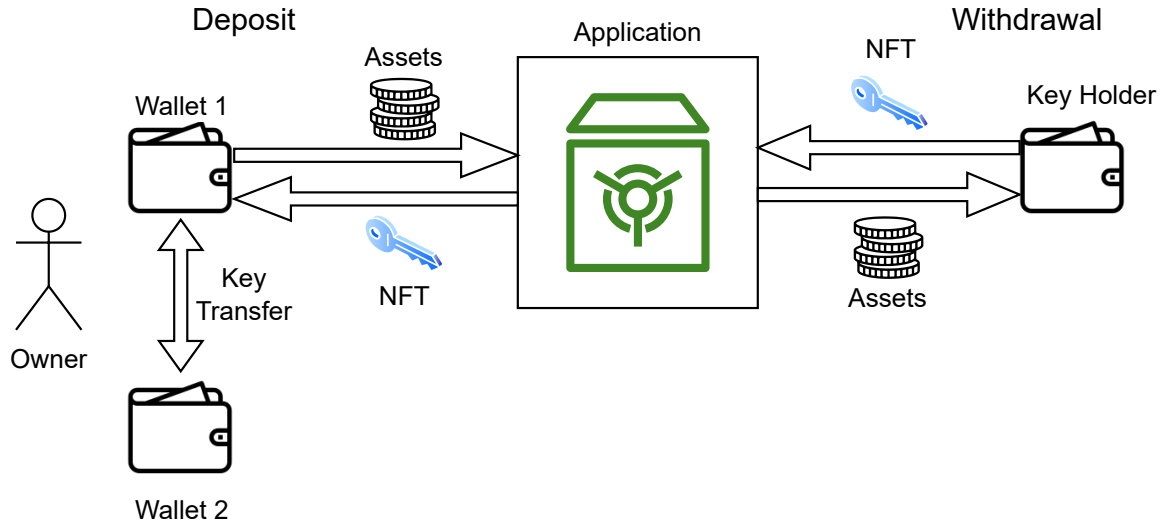 Deposit
Withdrawal
Application
Assets
NFT
Wallet 1
Key Holder
Key
Transfer
NFT
Assets
Owner
Wallet 2